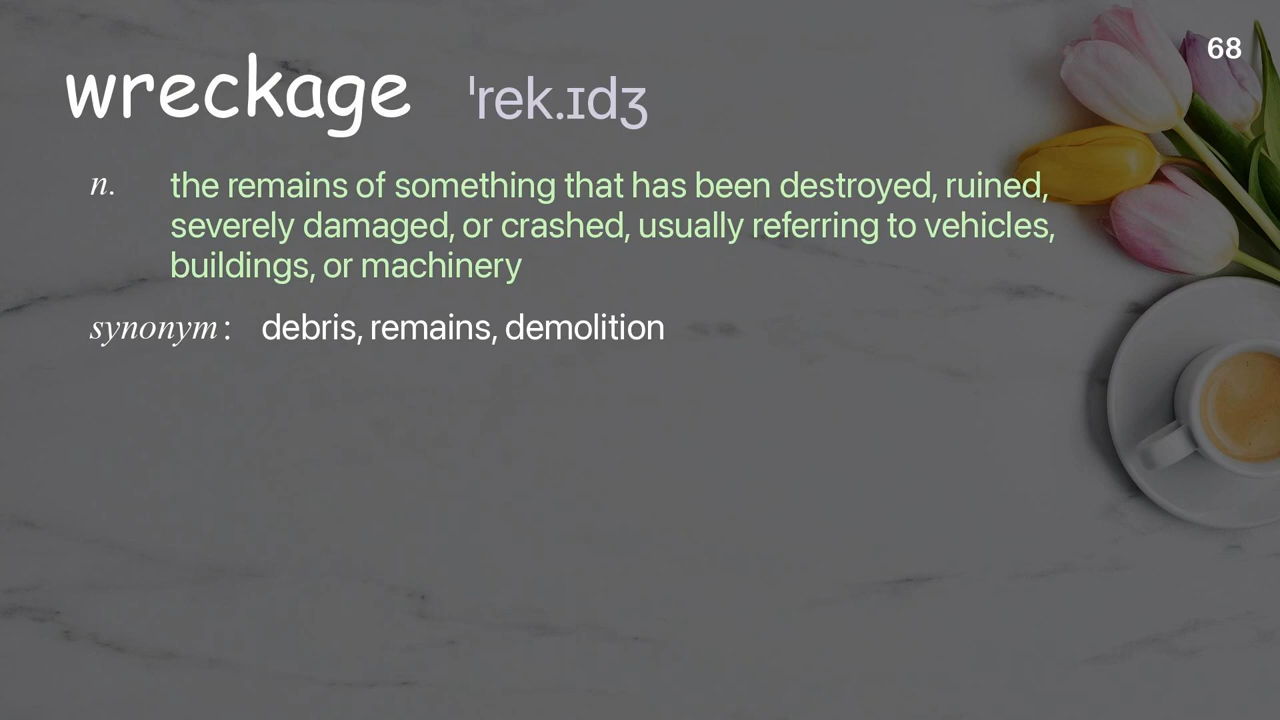 68
wreckage ˈrek.ɪdʒ
n. the remains of something that has been destroyed, ruined,
severely damaged, or crashed, usually referring to vehicles,
buildings, or machinery
synonym : debris, remains, demolition